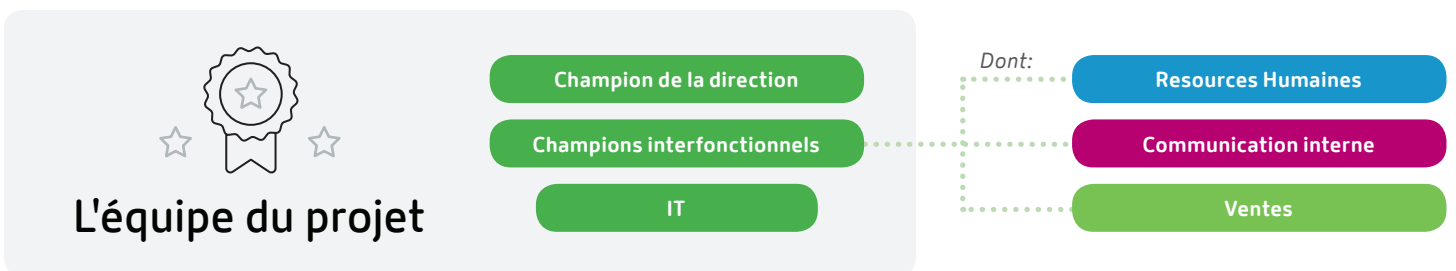 L'équipe du projet
Champion de la direction
Champions interfonctionnels
IT
Dont:
Resources Humaines
Communication interne
Ventes